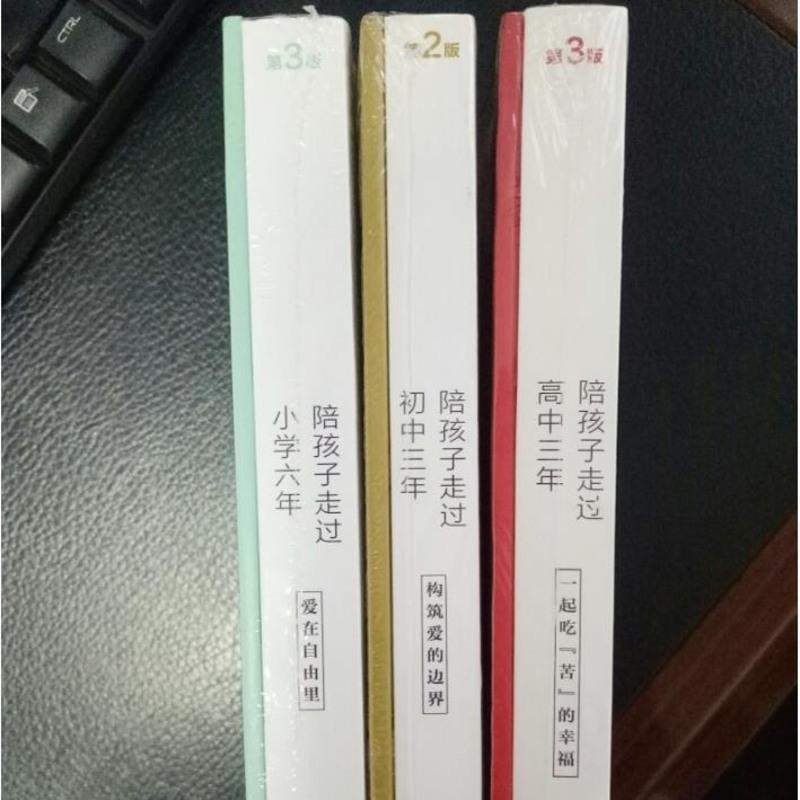 CTRL
第3版
陪孩子走过
小学六年
爱在自由里
第2版
陪孩子走过
初中三年
构筑爱的边界
第3版
陪孩子走过
高中三年
一起吃『苦』的幸福